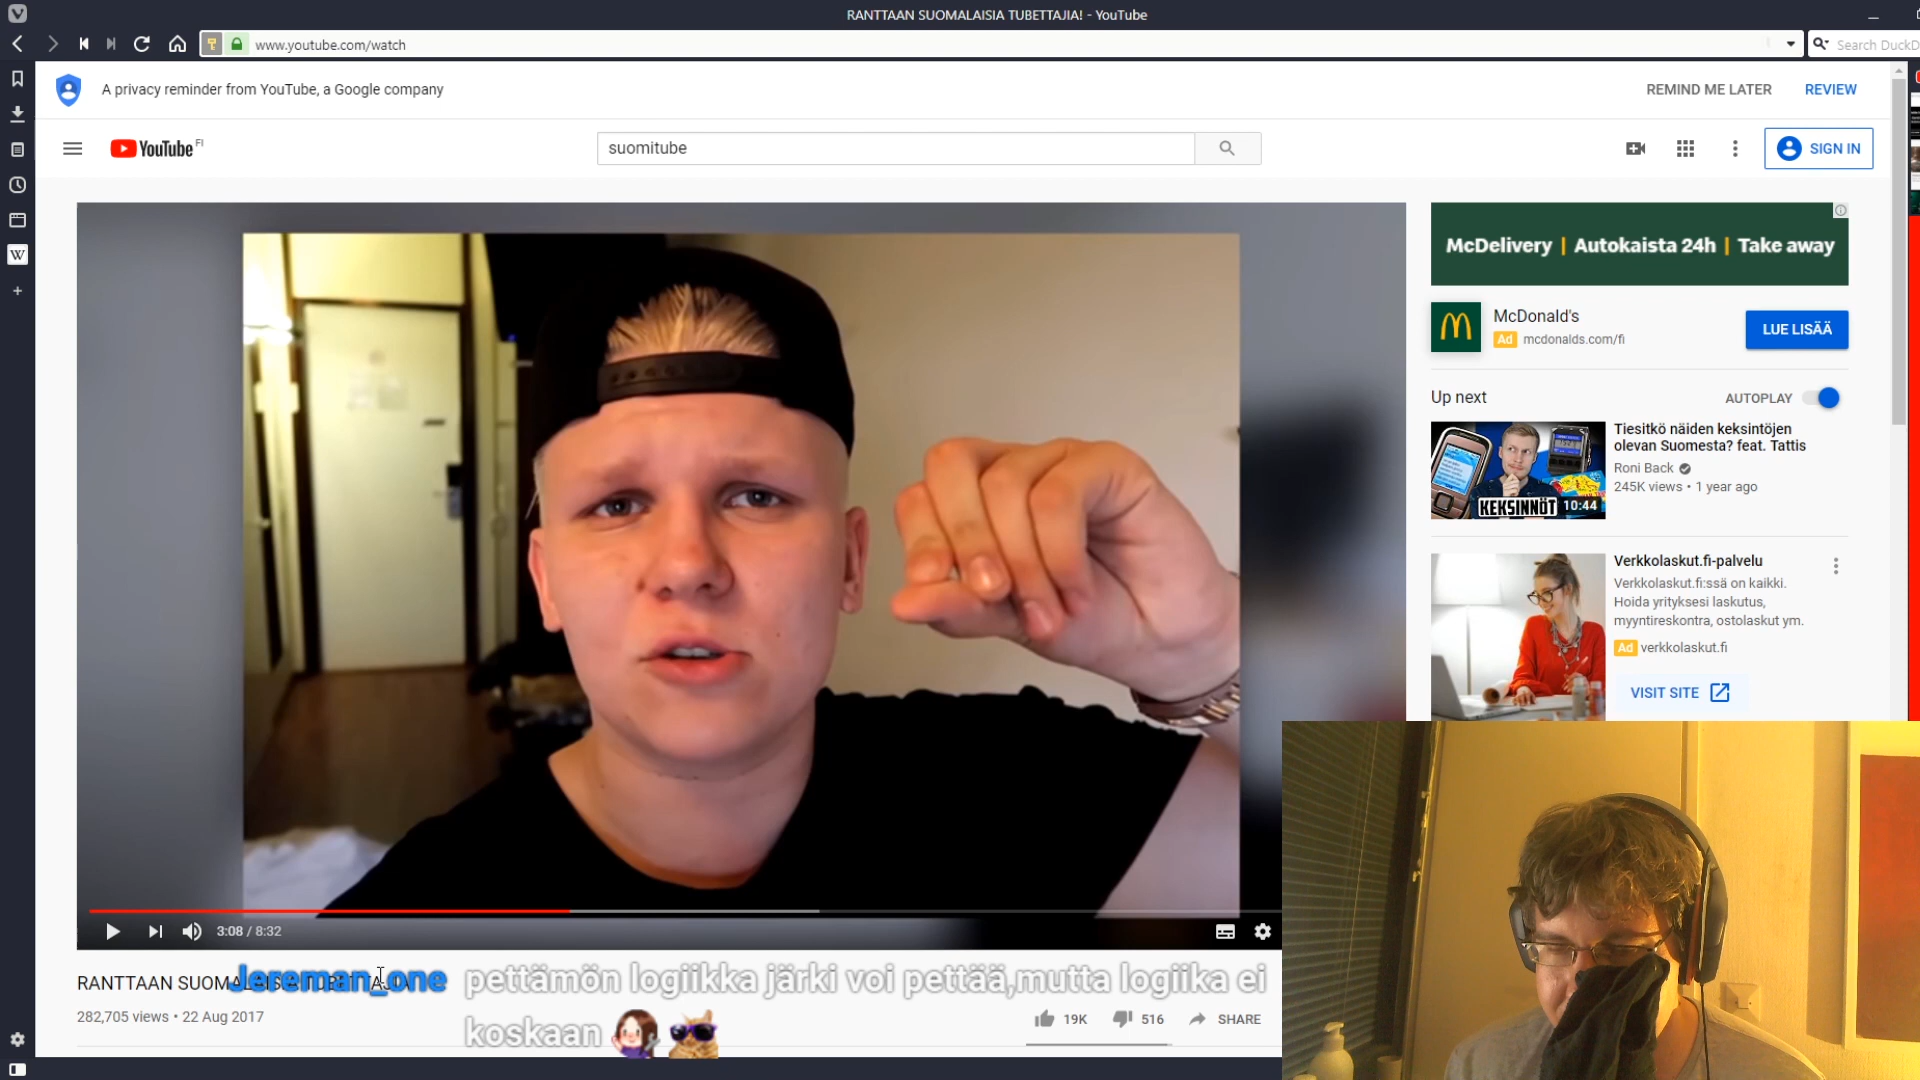 RANTTAAN SUOMALAISIA TUBETTAJIA! - YouTube
www.youtube.com/watch
Search DuckD
A privacy reminder from YouTube, a Google company
REMIND ME LATER
REVIEW
YouTube FI
suomitube
SIGN IN
W
McDelivery | Autokaista 24h | Take away
McDonald's
Ad mcdonalds.com/fi
LUE LISÄÄ
Up next
AUTOPLAY
Tiesitkö näiden keksintöjen
olevan Suomesta? feat. Tattis
Roni Back
245K views • 1 year ago
KEKSINNÖT
10:44
Verkkolaskut.fi-palvelu
Verkkolaskut.fi:ssä on kaikki.
Hoida yrityksesi laskutus,
myyntireskontra, ostolaskut ym.
Ad verkkolaskut.fi
VISIT SITE
3:08 / 8:32
RANTTAAN SUOMALAISIA TUBETTAJIA!
Jereman_one pettämön logiikka järki voi pettää,mutta logiika ei
koskaan
282,705 views • 22 Aug 2017
19K
516
SHARE